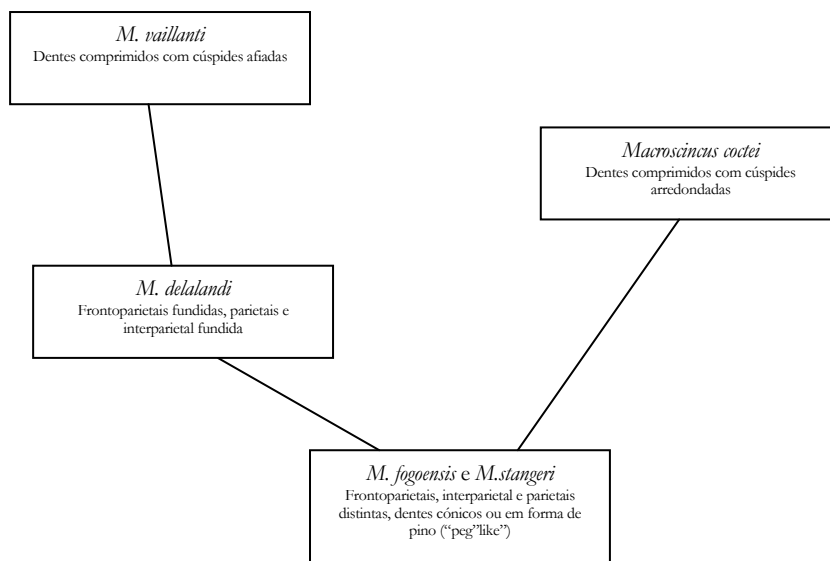 M. vaillanti
Dentes comprimidos com cúspides afiadas
Macroscincus coctei
Dentes comprimidos com cúspides
arredondadas
M. delalandi
Frontoparietais fundidas, parietais e
interparietal fundida
M. fogoensis e M.stangeri
Frontoparietais, interparietal e parietais
distintas, dentes cónicos ou em forma de
pino (“peg”like”)